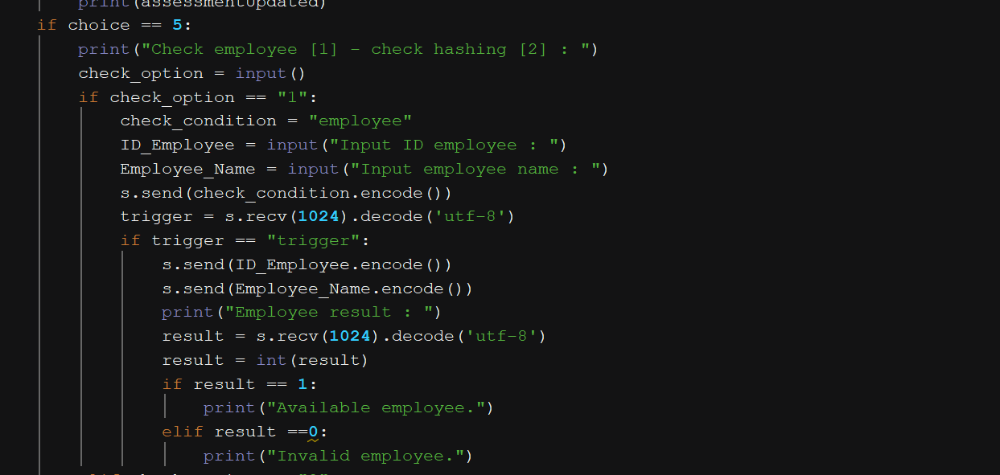 print(assessmentUpdated)
if choice == 5:
print("Check employee [1] - check hashing [2] : ")
check_option = input()
if check_option == "1":
check_condition = "employee"
ID_Employee = input("Input ID employee : ")
Employee_Name = input("Input employee name : ")
s.send(check_condition.encode())
trigger = s.recv(1024).decode('utf-8')
if trigger == "trigger":
s.send(ID_Employee.encode())
s.send(Employee_Name.encode())
print("Employee result : ")
result = s.recv(1024).decode('utf-8')
result = int(result)
if result == 1:
print("Available employee.")
elif result ==0:
print("Invalid employee.")